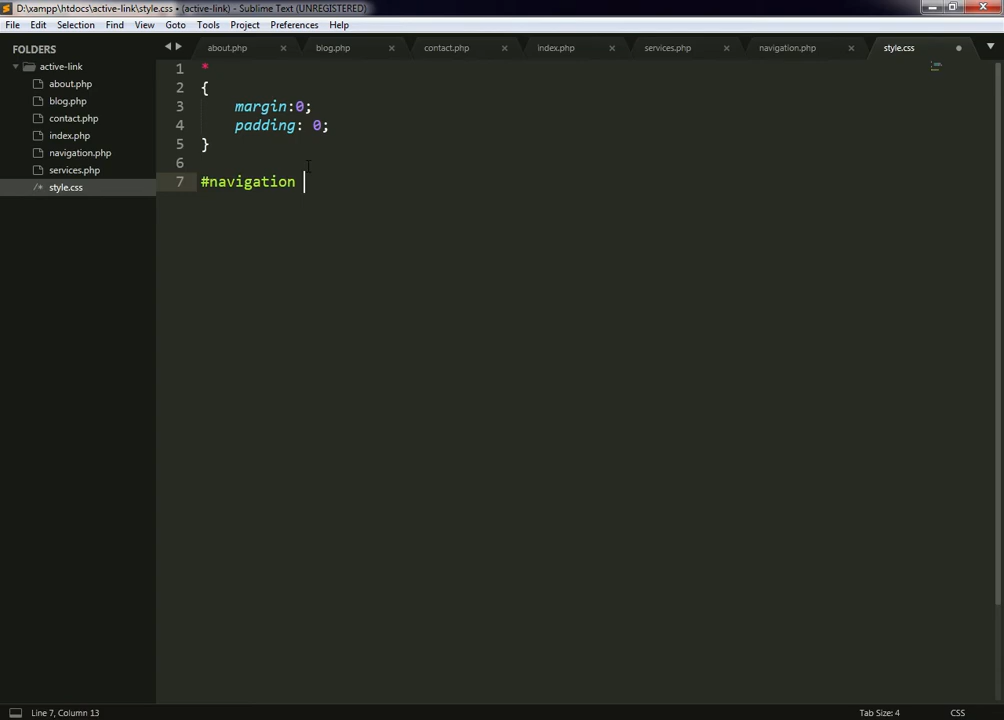 D:\xampp\htdocs\active-link\style.css • (active-link) - Sublime Text (UNREGISTERED)
File Edit Selection Find View Goto Tools Project Preferences Help
FOLDERS
active-link
about.php
blog.php
contact.php
index.php
navigation.php
services.php
/* style.css
about.php blog.php contact.php index.php services.php navigation.php style.css
1 *
2 {
3 margin:0;
4 padding: 0;
5 }
6
7 #navigation
Line 7, Column 13 Tab Size: 4 CSS